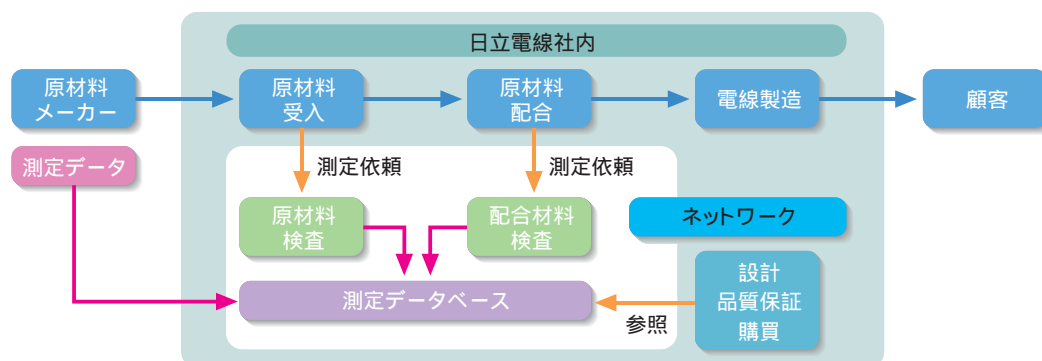 日立電線社内
原材料
メーカー
原材料
受入
原材料
配合
電線製造
顧客
測定データ
測定依頼
測定依頼
原材料
検査
配合材料
検査
ネットワーク
測定データベース
参照
設計
品質保証
購買